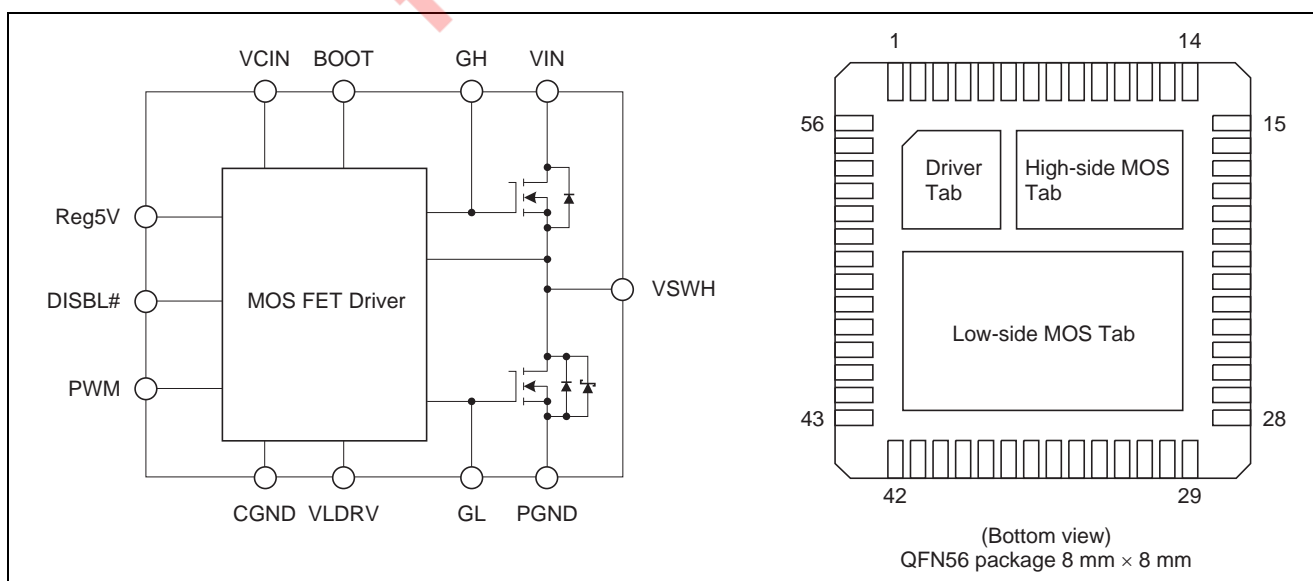 VCIN BOOT GH VIN
Reg5V
DISBL#
PWM
MOS FET Driver
VSWH
CGND VLDRV GL PGND
1 14
56 15
Driver
Tab
High-side MOS
Tab
Low-side MOS Tab
43 28
42 29
(Bottom view)
QFN56 package 8 mm × 8 mm